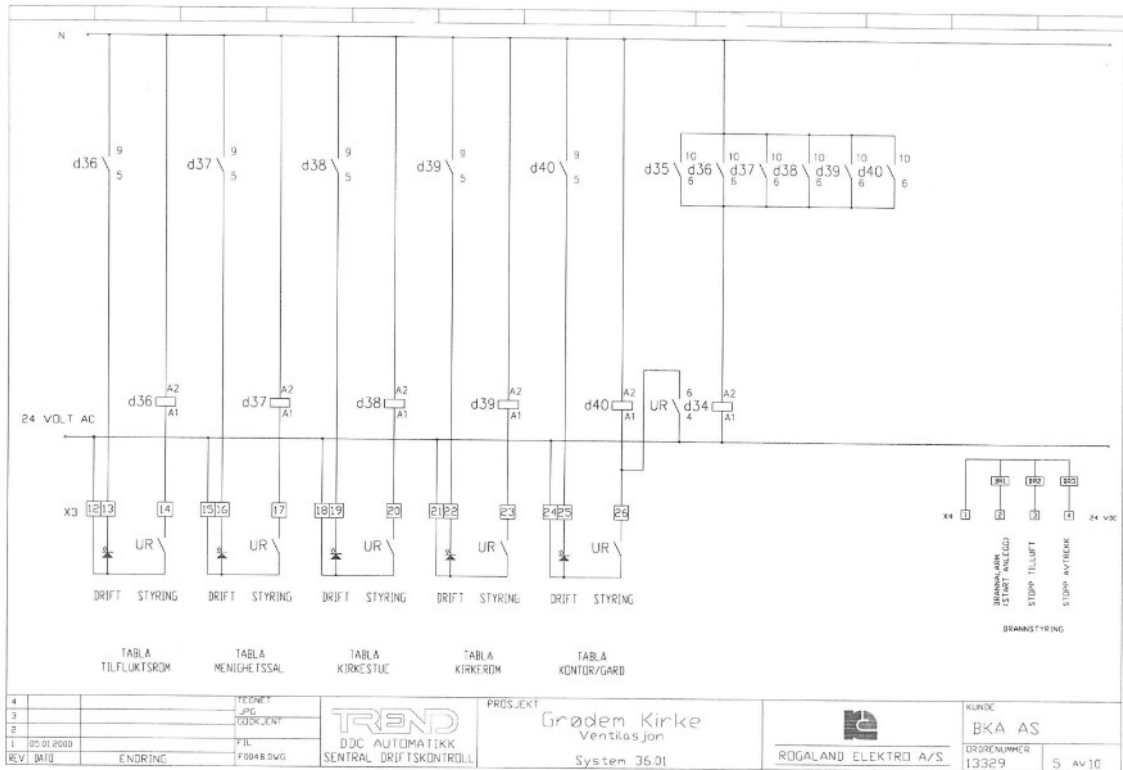 N
9 9 9 9 9 10 10 10 10 10 10
d36 d37 d38 d39 d40 d35 d36 d37 d38 d39 d40
5 5 5 5 5 6 6 6 6 6 6
A2 A2 A2 A2 A2 6 A2
d36 d37 d38 d39 d40 UR d34
A1 A1 A1 A1 A1 4 A1
24 VOLT AC
X3 12 13 14 15 16 17 18 19 20 21 22 23 24 25 26
BR1 BR2 BR3
X4 1 2 3 4 24 VDC
UR UR UR UR UR
DRIFT STYRING DRIFT STYRING DRIFT STYRING DRIFT STYRING DRIFT STYRING
BRANNALARM
(START ANLEGG)
STOPP TILLUFT
STOPP AVTREKK
BRANNSTYRING
TABLA
TILFLUKTSROM
TABLA
MENIGHETSSAL
TABLA
KIRKESTUE
TABLA
KIRKEROM
TABLA
KONTOR/GARD
4
3
2
1 05.01.2000
REV DATO ENDRING
TEGNET
JPG
GODKJENT
FIL
F004B.DWG
TREND
DDC AUTOMATIKK
SENTRAL DRIFTSKONTROLL
PROSJEKT
Grødem Kirke
Ventilasjon
System 36.01
ROGALAND ELEKTRO A/S
KUNDE
BKA AS
ORDRENUMMER
13329
5 AV 10